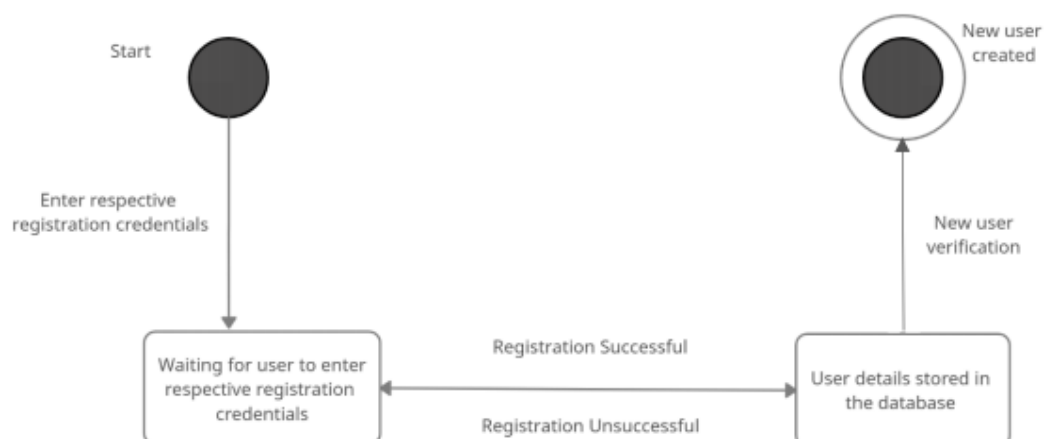 Start
New user
created
Enter respective
registration credentials
New user
verification
Waiting for user to enter
respective registration
credentials
Registration Successful
Registration Unsuccessful
User details stored in
the database